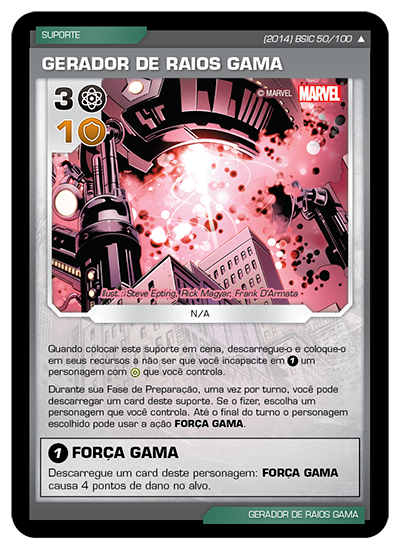 SUPORTE
(2014) BSIC 50/100 ▲
GERADOR DE RAIOS GAMA
3
© MARVEL MARVEL
10
Illust.: Steve Epting, Rick Magyar, Frank D'Armata
N/A
Quando colocar este suporte em cena, descarregue-o e coloque-o
em seus recursos a não ser que você incapacite em 1 um
personagem com que você controla.
Durante sua Fase de Preparação, uma vez por turno, você pode
descarregar um card deste suporte. Se o fizer, escolha um
personagem que você controla. Até o final do turno o personagem
escolhido pode usar a ação FORÇA GAMA.
1 FORÇA GAMA
Descarregue um card deste personagem: FORÇA GAMA
causa 4 pontos de dano no alvo.
GERADOR DE RAIOS GAMA